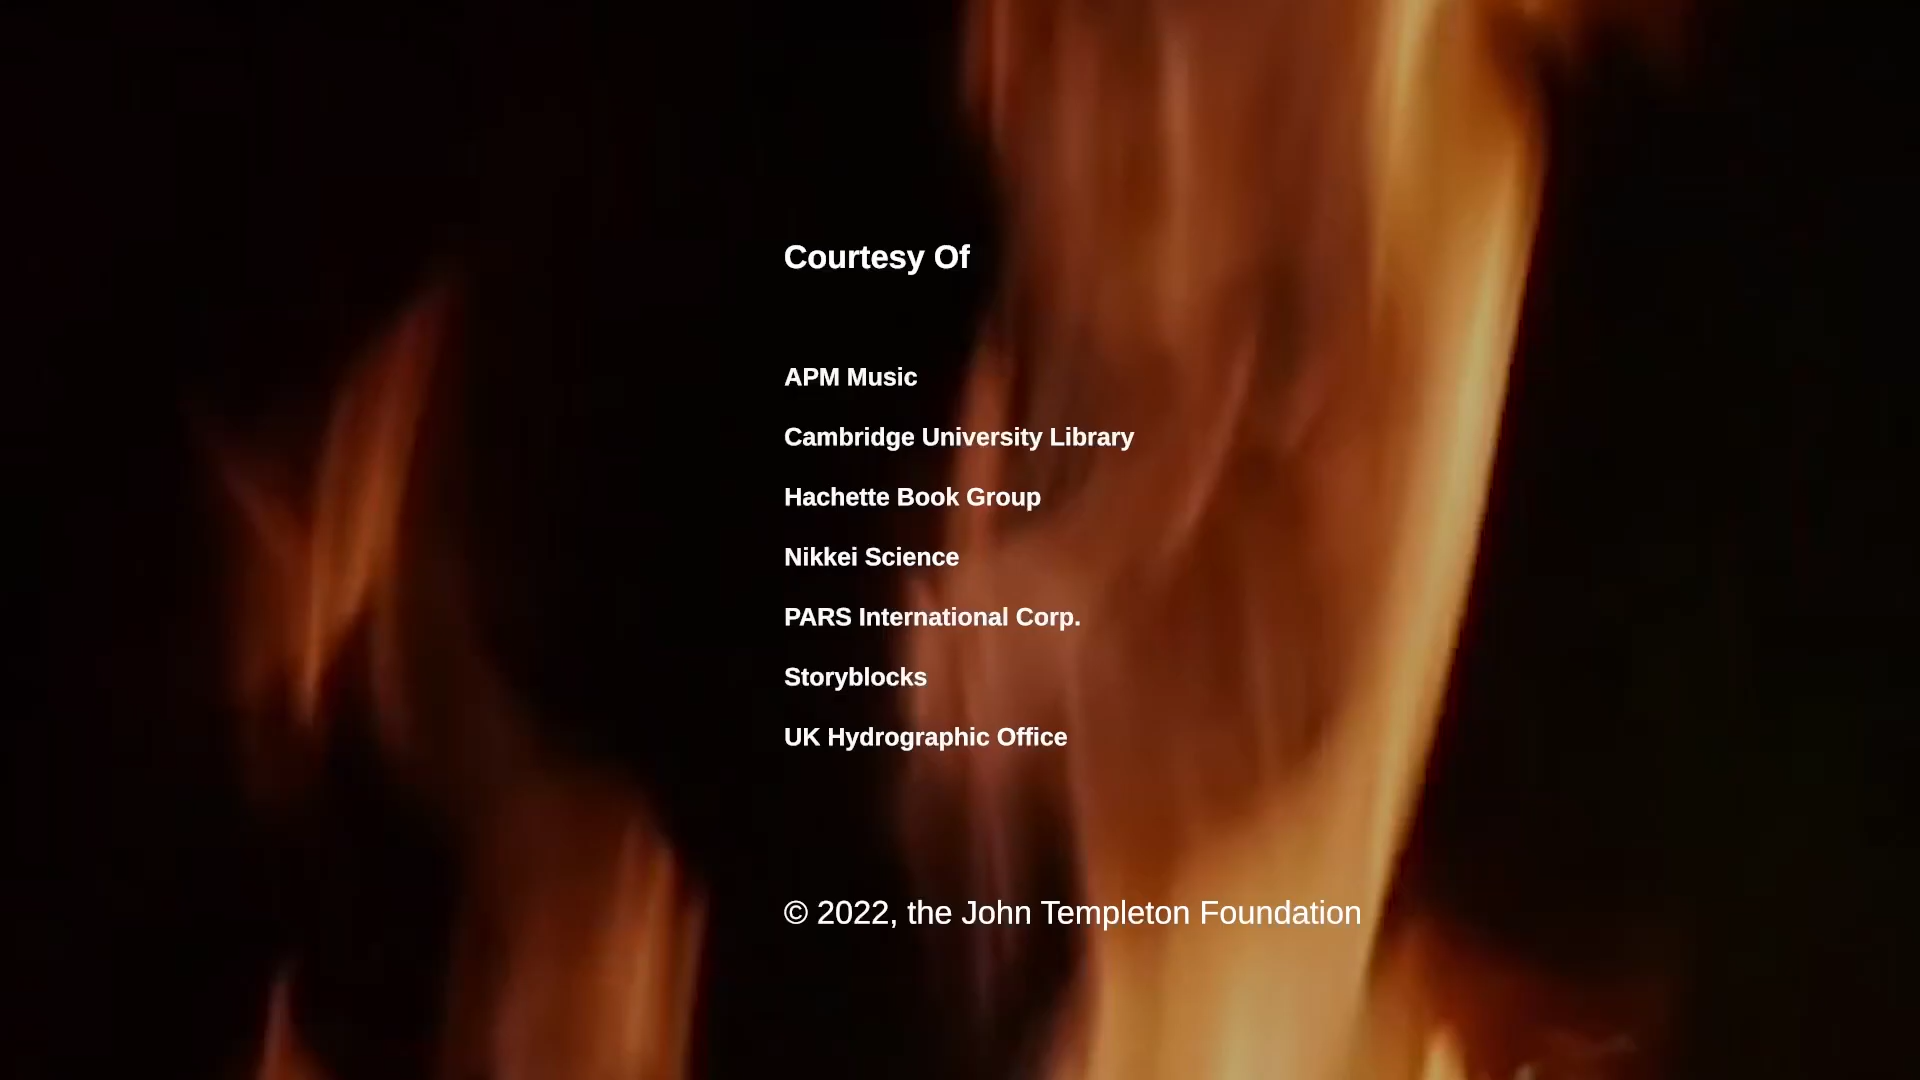 Courtesy Of
APM Music
Cambridge University Library
Hachette Book Group
Nikkei Science
PARS International Corp.
Storyblocks
UK Hydrographic Office
© 2022, the John Templeton Foundation